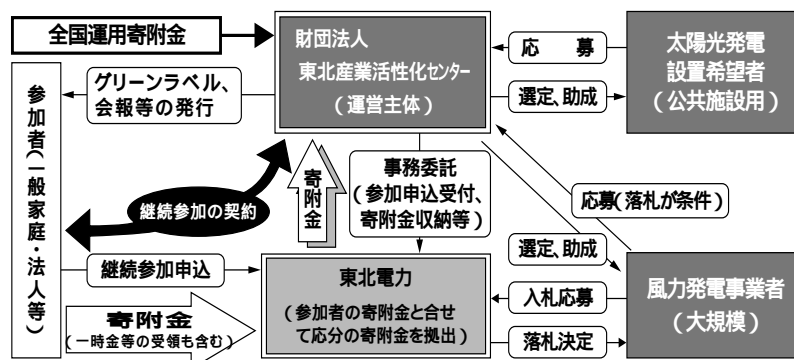 全国運用寄附金
財団法人
東北産業活性化センター
（運営主体）
応　募
選定、助成
太陽光発電
設置希望者
（公共施設用）
グリーンラベル、
会報等の発行
参加者（一般家庭・法人等）
継続参加の契約
寄附金
事務委託
（参加申込受付、
寄附金収納等）
応募（落札が条件）
選定、助成
継続参加申込
寄附金
（一時金等の受領も含む）
東北電力
（参加者の寄附金と合せ
て応分の寄附金を拠出）
入札応募
落札決定
風力発電事業者
（大規模）